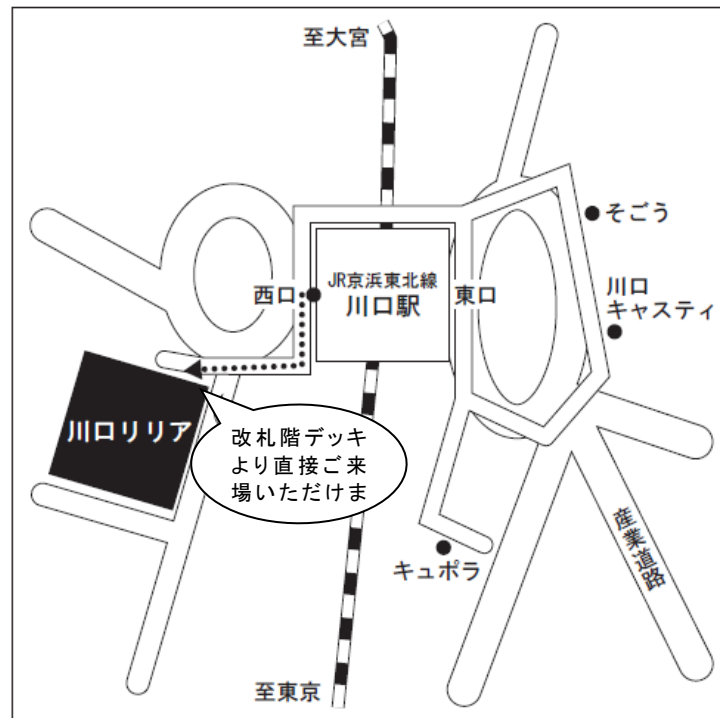 至大宮
そごう
JR京浜東北線
川口駅
西口
東口
川口
キャスティ
川口リリア
改札階デッキ
より直接ご来
場いただけま
産業道路
キュポラ
至東京